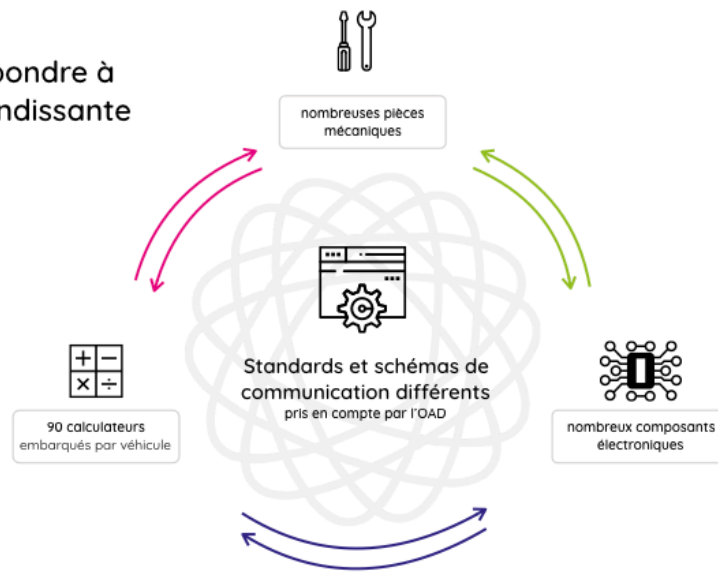 pondre à
ndissante
nombreuses pièces
mécaniques
Standards et schémas de
communication différents
pris en compte par l'OAD
90 calculateurs
embarqués par véhicule
nombreux composants
électroniques